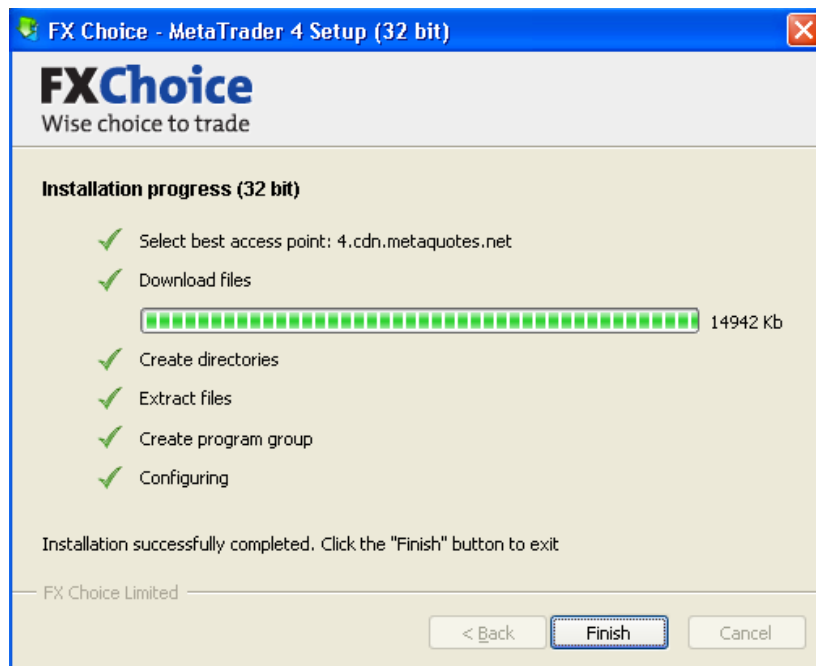 FX Choice - MetaTrader 4 Setup (32 bit)
FXChoice
Wise choice to trade
Installation progress (32 bit)
Select best access point: 4.cdn.metaquotes.net
Download files
14942 Kb
Create directories
Extract files
Create program group
Configuring
Installation successfully completed. Click the "Finish" button to exit
FX Choice Limited
< Back Finish Cancel